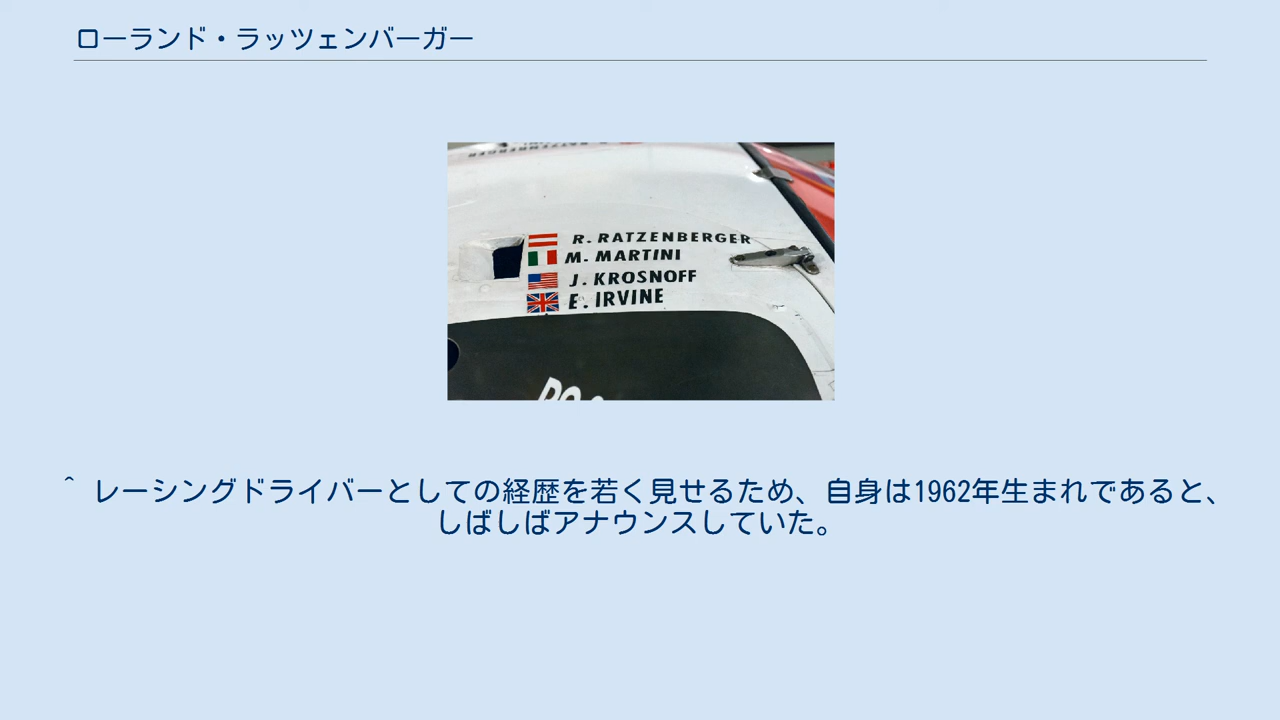 ローランド・ラッツェンバーガー
R. RATZENBERGER
M. MARTINI
J. KROSNOFF
E. IRVINE
^ レーシングドライバーとしての経歴を若く見せるため、自身は1962年生まれであると、
しばしばアナウンスしていた。